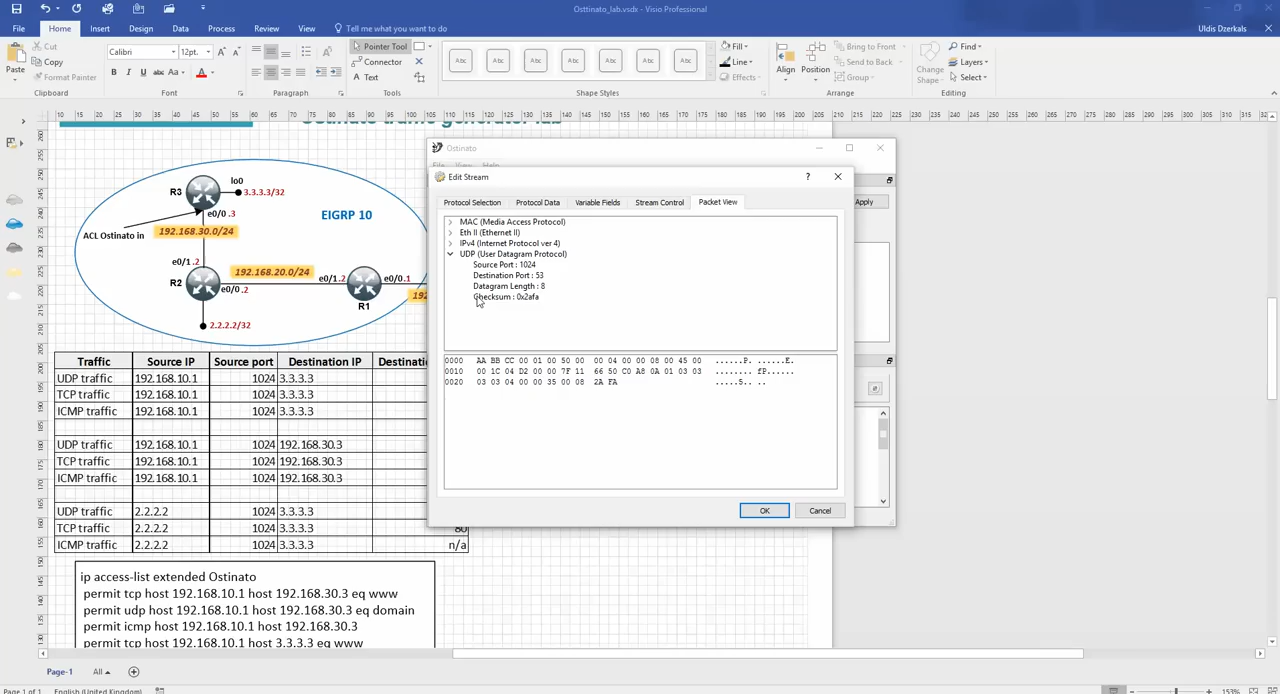 Osttinato_lab.vsdx - Visio Professional
File Home Insert Design Data Process Review View Tell me what you want to do Uldis Dzerkals
Paste Cut Copy Format Painter
Calibri 12pt.
B I U abc Aa A
Pointer Tool Connector Text
Abc Abc Abc Abc Abc Abc Abc
Fill Line Effects
Align Position Bring to Front Send to Back Group
Change Shape Find Layers Select
Clipboard Font Paragraph Tools Shape Styles Arrange Editing
R3
lo0
3.3.3.3/32
e0/0 .3
EIGRP 10
ACL Ostinato in
192.168.30.0/24
e0/1 .2
192.168.20.0/24
R2
e0/0 .2
e0/1.2
e0/0.1
R1
192
2.2.2.2/32
Traffic Source IP Source port Destination IP Destinati
UDP traffic 192.168.10.1 1024 3.3.3.3
TCP traffic 192.168.10.1 1024 3.3.3.3
ICMP traffic 192.168.10.1 1024 3.3.3.3
UDP traffic 192.168.10.1 1024 192.168.30.3
TCP traffic 192.168.10.1 1024 192.168.30.3
ICMP traffic 192.168.10.1 1024 192.168.30.3
UDP traffic 2.2.2.2 1024 3.3.3.3
TCP traffic 2.2.2.2 1024 3.3.3.3 80
ICMP traffic 2.2.2.2 1024 3.3.3.3 n/a
ip access-list extended Ostinato
permit tcp host 192.168.10.1 host 192.168.30.3 eq www
permit udp host 192.168.10.1 host 192.168.30.3 eq domain
permit icmp host 192.168.10.1 host 192.168.30.3
permit tcp host 192.168.10.1 host 3.3.3.3 eq www
Ostinato
File View Help
Apply
Edit Stream
Protocol Selection Protocol Data Variable Fields Stream Control Packet View
MAC (Media Access Protocol)
Eth II (Ethernet II)
IPv4 (Internet Protocol ver 4)
UDP (User Datagram Protocol)
Source Port : 1024
Destination Port : 53
Datagram Length : 8
Checksum : 0x2afa
0000 AA BB CC 00 01 00 50 00 00 04 00 00 08 00 45 00 ......P. ......E.
0010 00 1C 04 D2 00 00 7F 11 66 50 C0 A8 0A 01 03 03 ........ fP......
0020 03 03 04 00 00 35 00 08 2A FA .....5.. ..
OK Cancel
Page-1 All
Page 1 of 1 English (United Kingdom) 153%